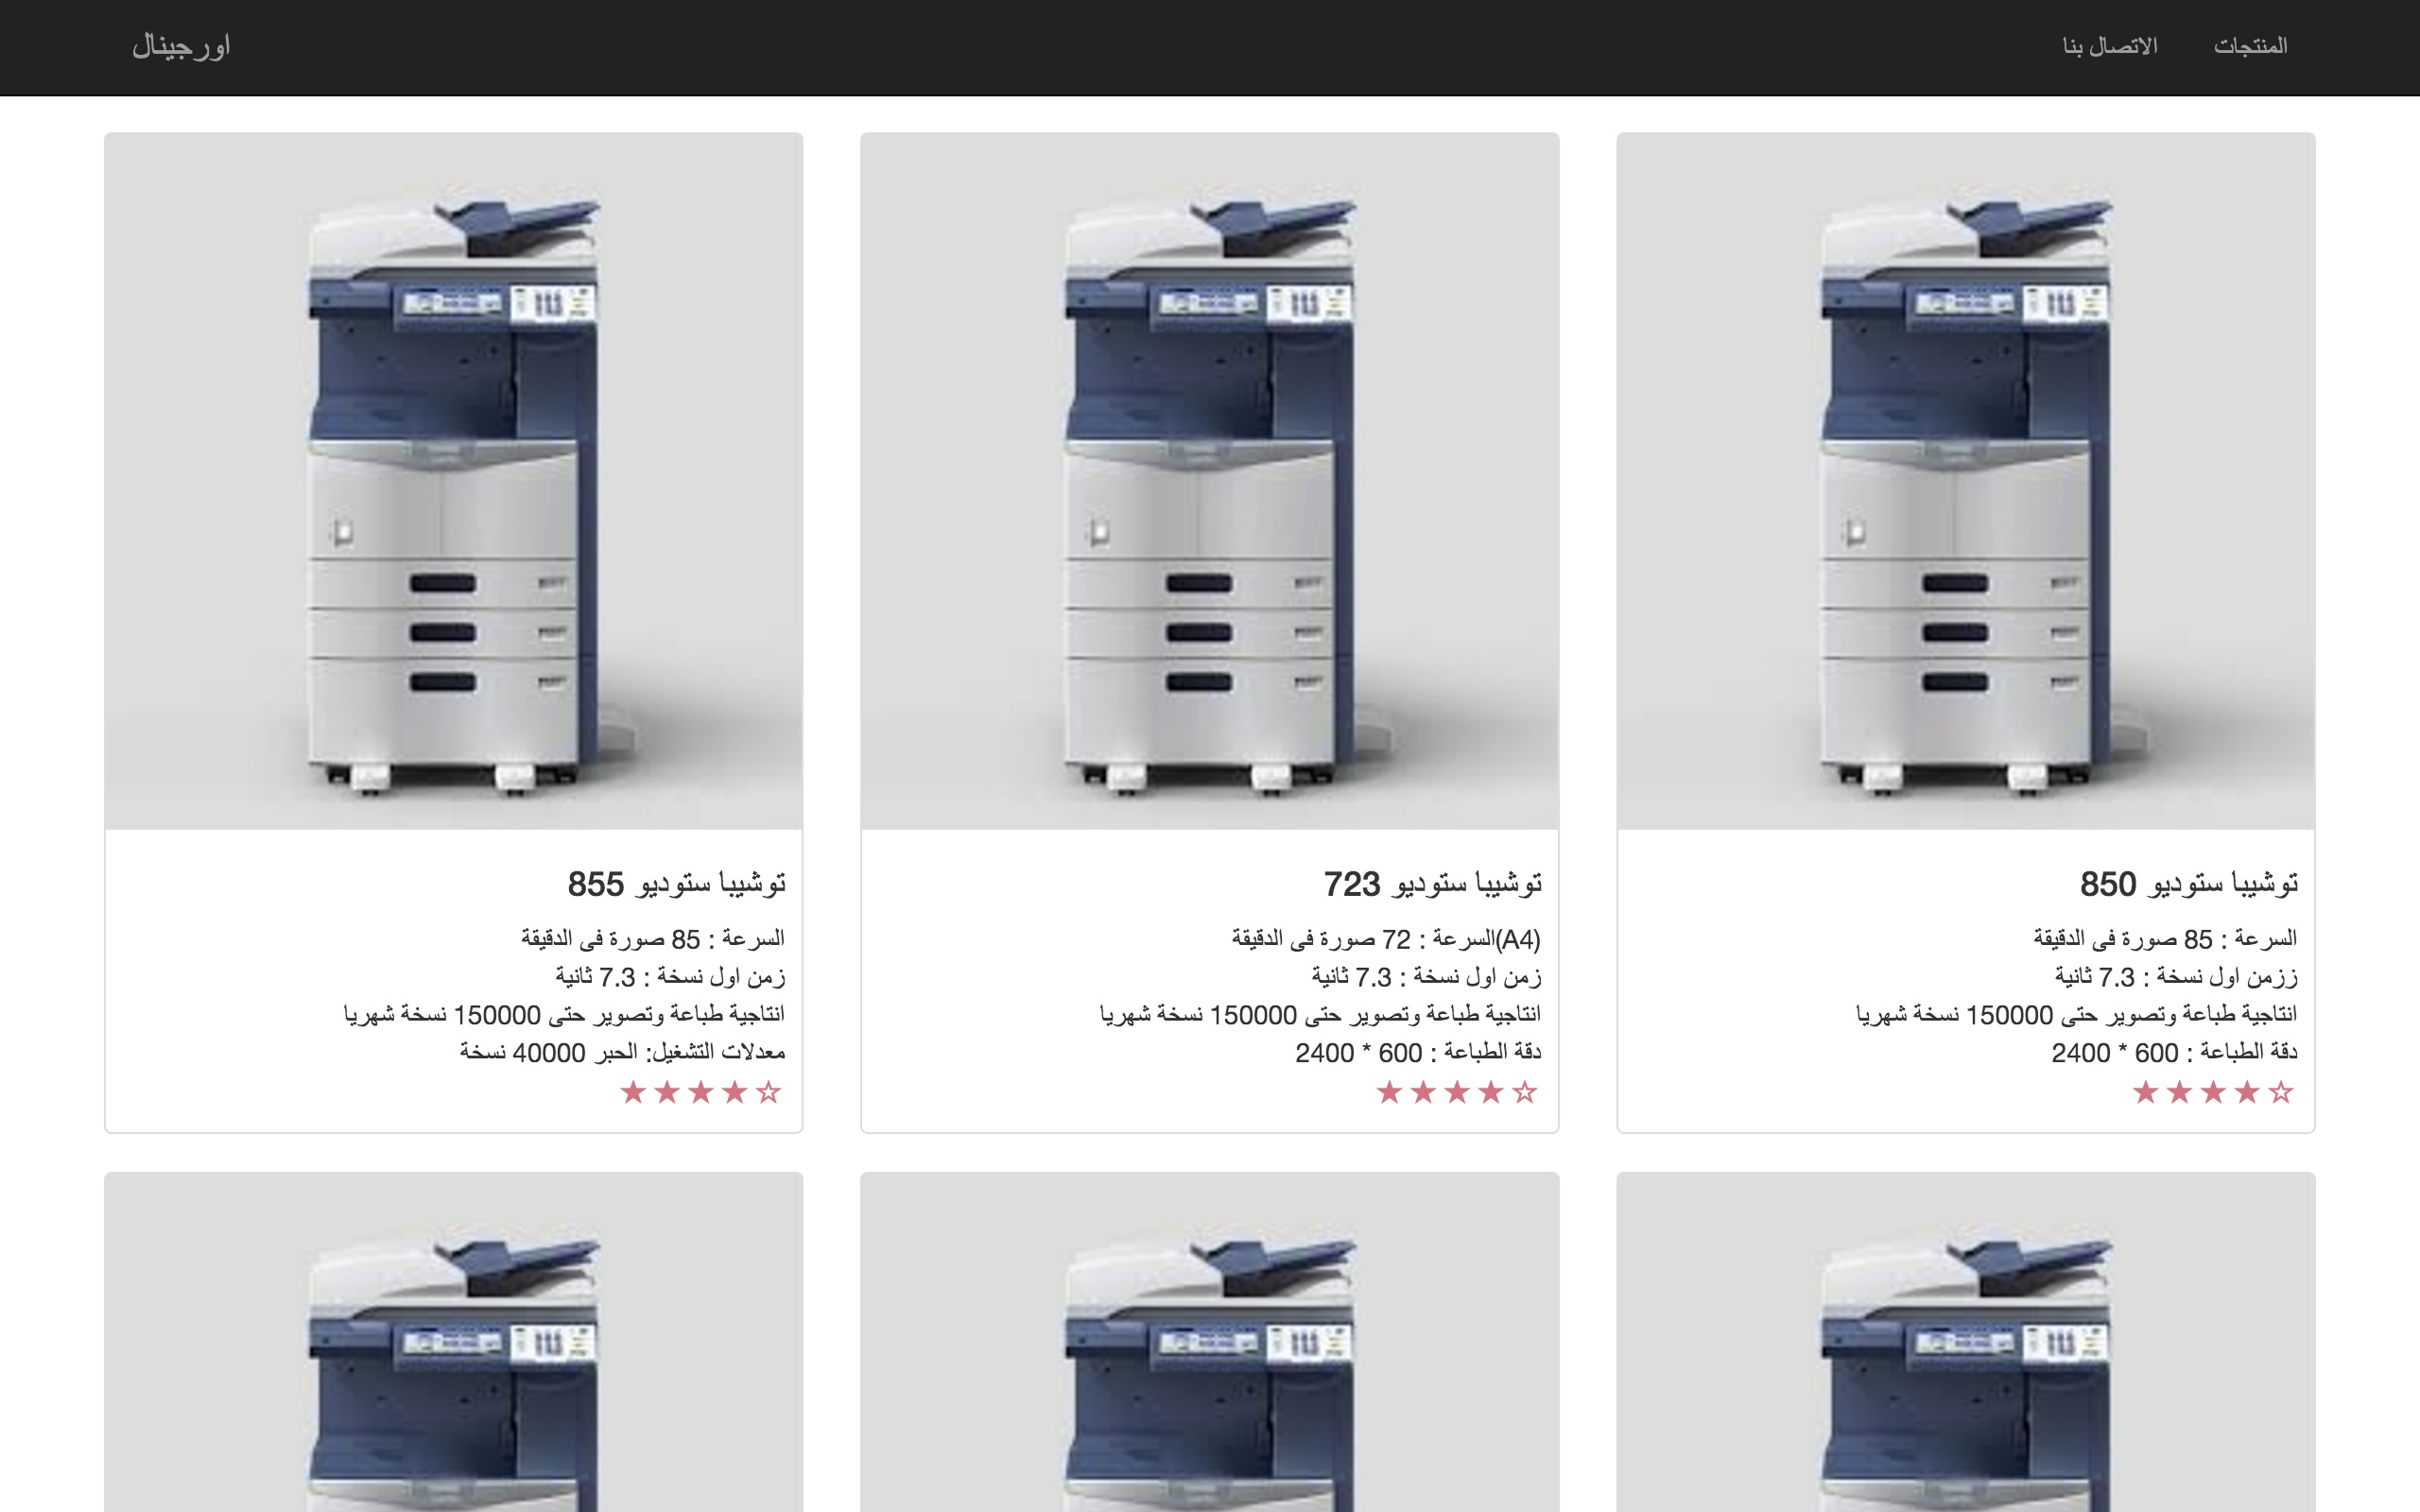 المنتجات
الاتصال بنا
اورجينال
توشيبا ستوديو 850
السرعة : 85 صورة فى الدقيقة
ززمن اول نسخة : 7.3 ثانية
انتاجية طباعة وتصوير حتى 150000 نسخة شهريا
دقة الطباعة : 600 * 2400
توشيبا ستوديو 723
(A4)السرعة : 72 صورة فى الدقيقة
زمن اول نسخة : 7.3 ثانية
انتاجية طباعة وتصوير حتى 150000 نسخة شهريا
دقة الطباعة : 600 * 2400
توشيبا ستوديو 855
السرعة : 85 صورة فى الدقيقة
زمن اول نسخة : 7.3 ثانية
انتاجية طباعة وتصوير حتى 150000 نسخة شهريا
معدلات التشغيل: الحبر 40000 نسخة